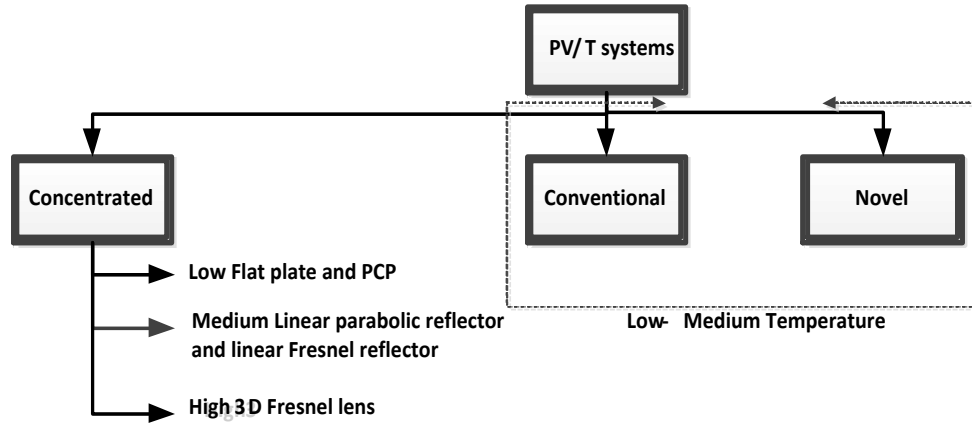 PV/T systems
Concentrated
Conventional
Novel
Low Flat plate and PCP
Medium Linear parabolic reflector
and linear Fresnel reflector
Low- Medium Temperature
High 3D Fresnel lens